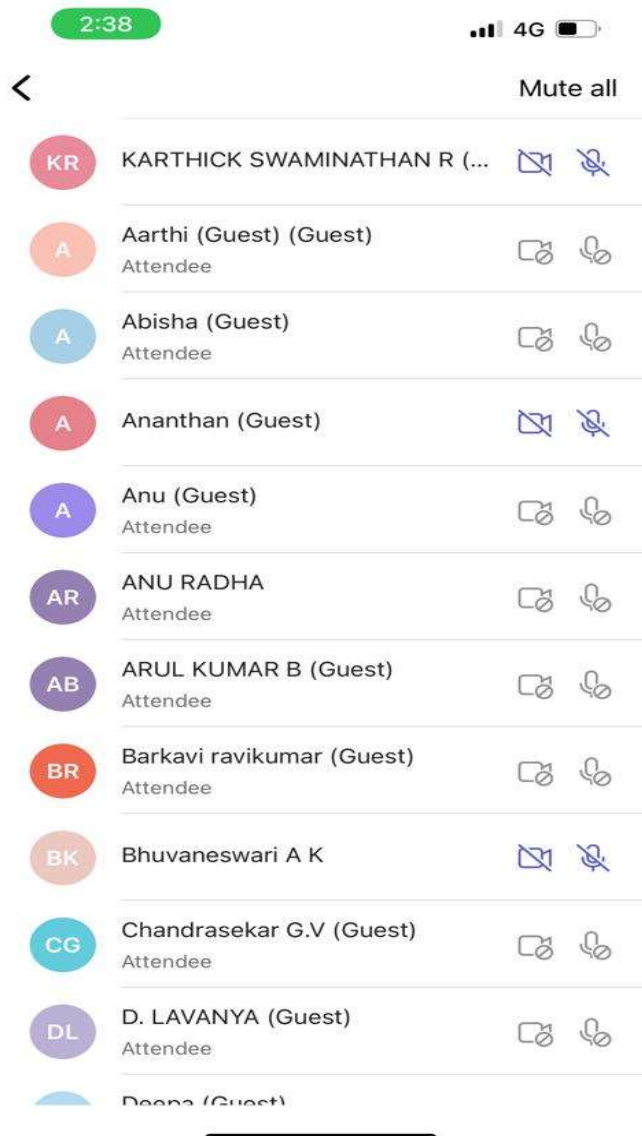 2:38
4G
Mute all
KR
KARTHICK SWAMINATHAN R (...
A
Aarthi (Guest) (Guest)
Attendee
A
Abisha (Guest)
Attendee
A
Ananthan (Guest)
A
Anu (Guest)
Attendee
AR
ANU RADHA
Attendee
AB
ARUL KUMAR B (Guest)
Attendee
BR
Barkavi ravikumar (Guest)
Attendee
BK
Bhuvaneswari A K
CG
Chandrasekar G.V (Guest)
Attendee
DL
D. LAVANYA (Guest)
Attendee
Deepa (Guest)